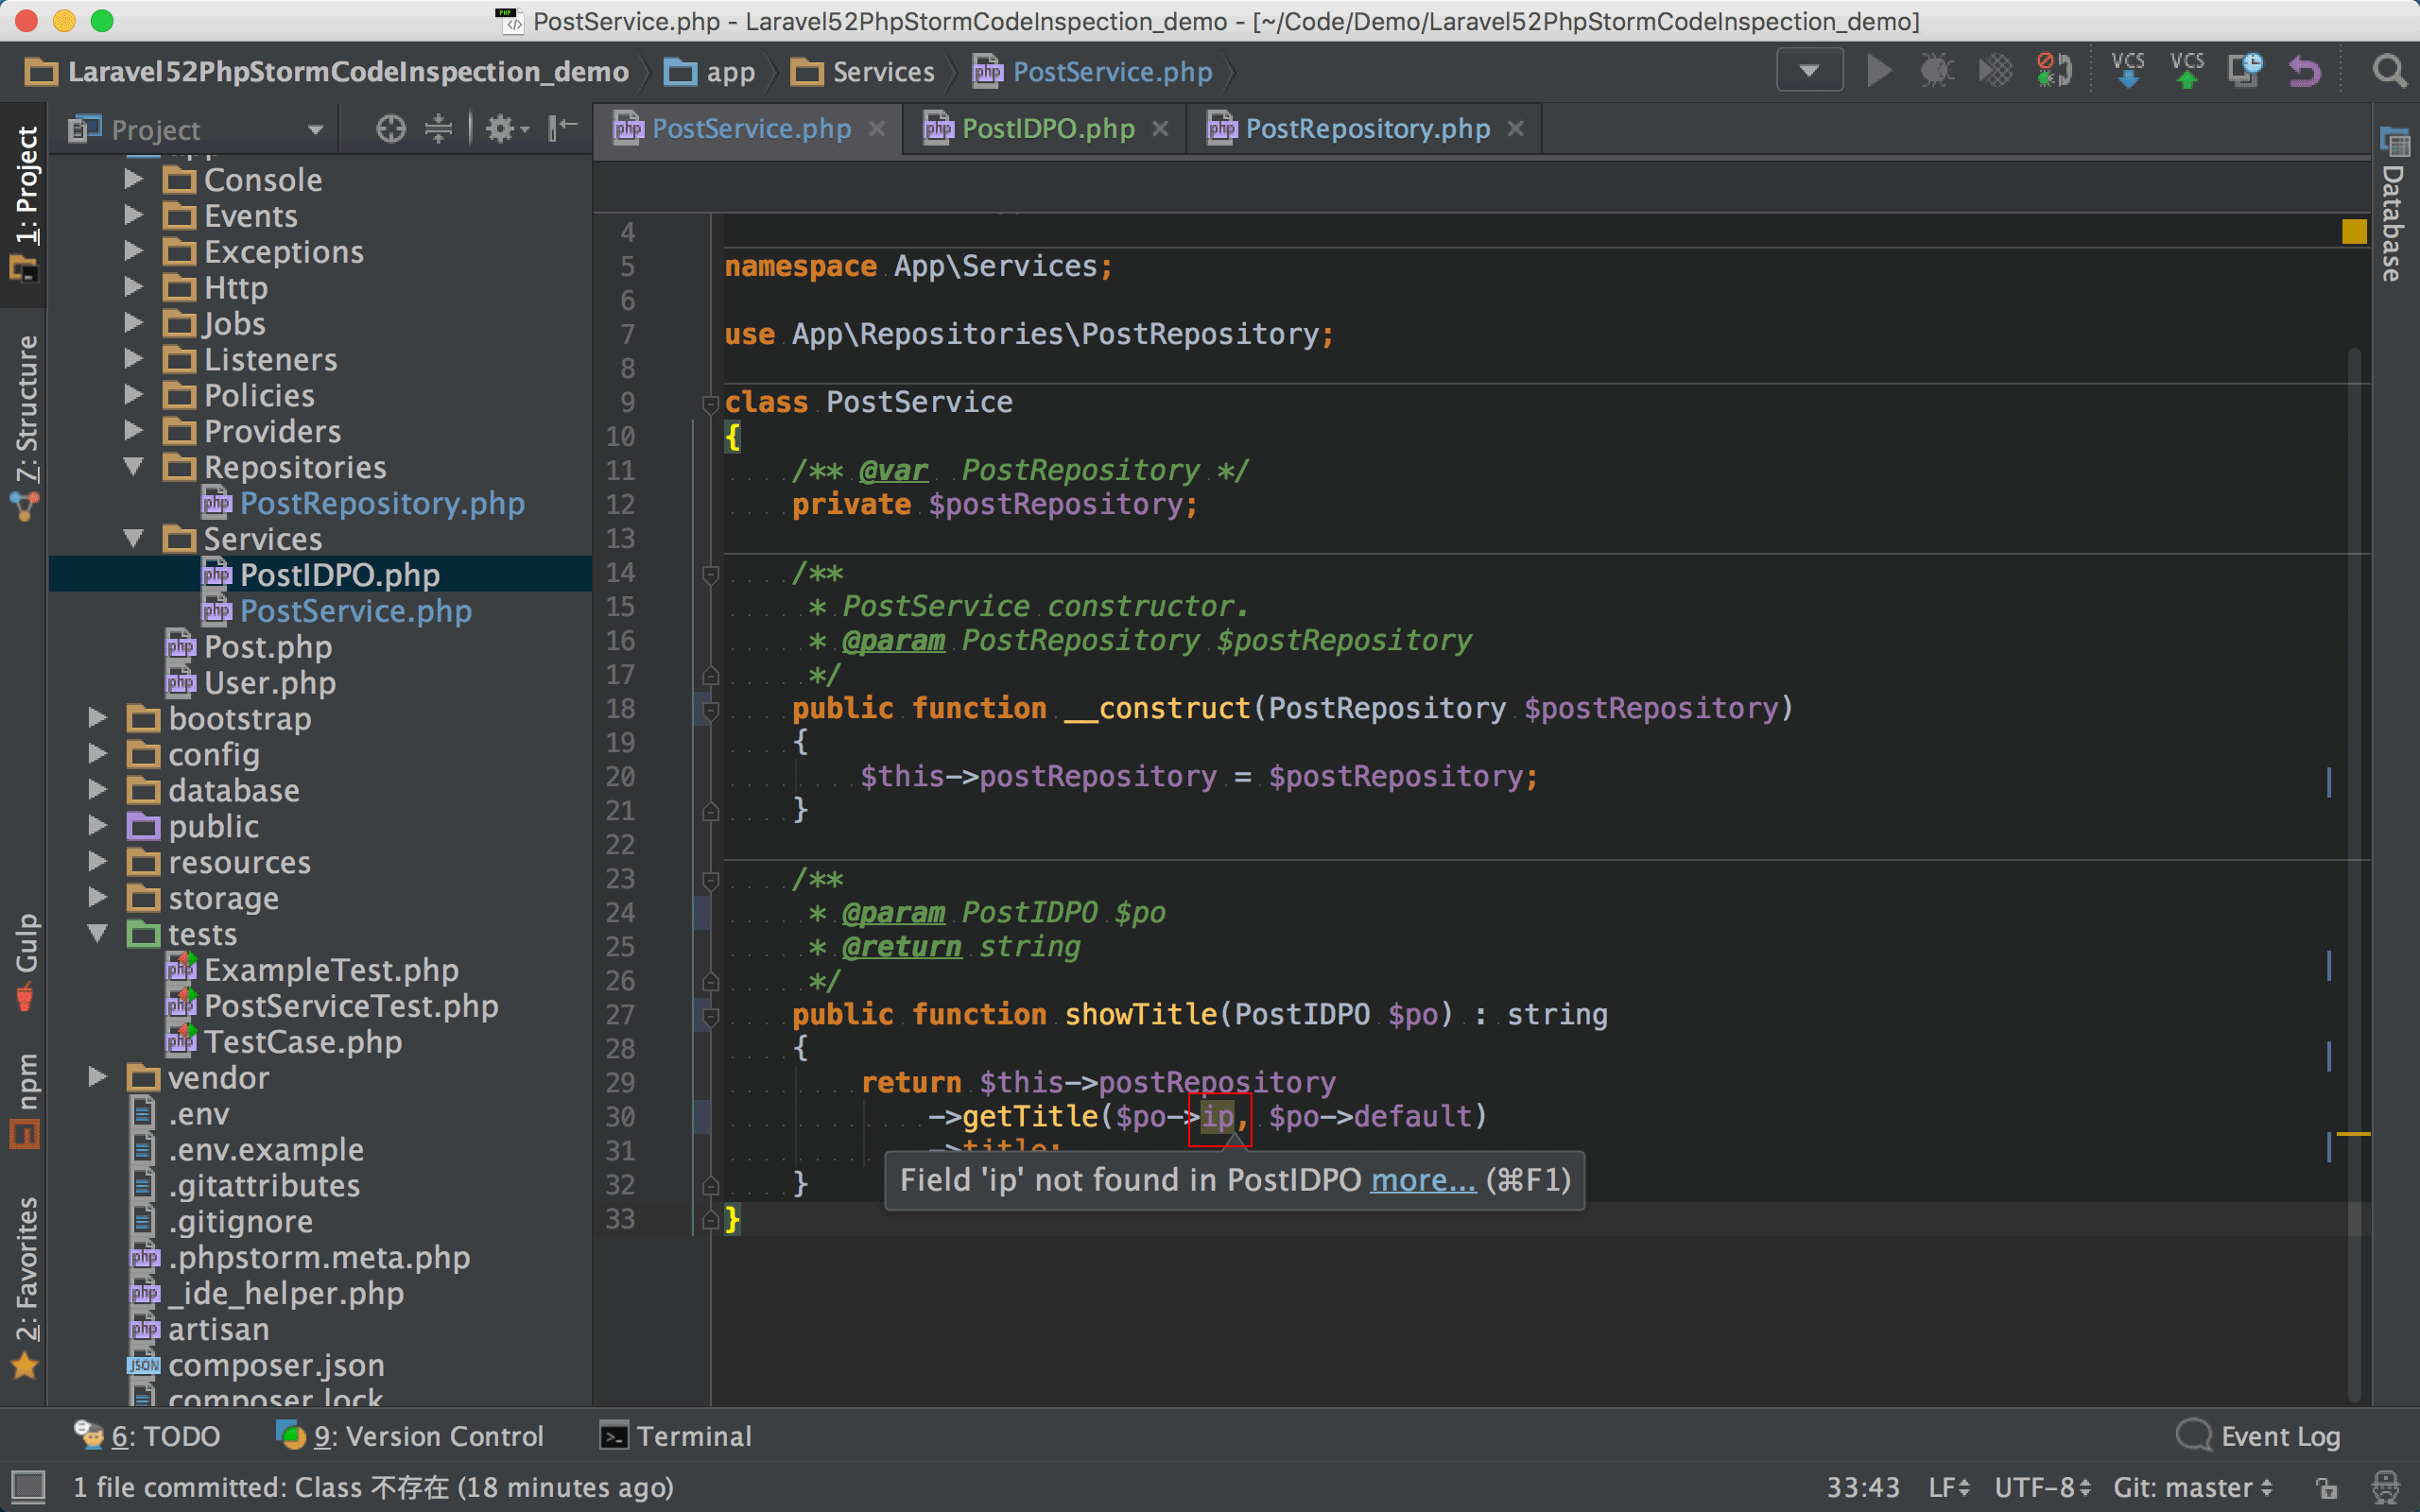 PostService.php - Laravel52PhpStormCodeInspection_demo - [~/Code/Demo/Laravel52PhpStormCodeInspection_demo]
Laravel52PhpStormCodeInspection_demo app Services PostService.php
VCS VCS
Project
PostService.php PostIDPO.php PostRepository.php
1: Project
Z: Structure
Gulp
npm
2: Favorites
Database
Console
Events
Exceptions
Http
Jobs
Listeners
Policies
Providers
Repositories
PostRepository.php
Services
PostIDPO.php
PostService.php
Post.php
User.php
bootstrap
config
database
public
resources
storage
tests
ExampleTest.php
PostServiceTest.php
TestCase.php
vendor
.env
.env.example
.gitattributes
.gitignore
.phpstorm.meta.php
_ide_helper.php
artisan
composer.json
composer.lock
4
5 namespace App\Services;
6
7 use App\Repositories\PostRepository;
8
9 class PostService
10 {
11 /** @var PostRepository */
12 private $postRepository;
13
14 /**
15 * PostService constructor.
16 * @param PostRepository $postRepository
17 */
18 public function __construct(PostRepository $postRepository)
19 {
20 $this->postRepository = $postRepository;
21 }
22
23 /**
24 * @param PostIDPO $po
25 * @return string
26 */
27 public function showTitle(PostIDPO $po) : string
28 {
29 return $this->postRepository
30 ->getTitle($po->ip, $po->default)
31 ->title;
32 }
33 }
Field 'ip' not found in PostIDPO more... (⌘F1)
6: TODO 9: Version Control Terminal Event Log
1 file committed: Class 不存在 (18 minutes ago) 33:43 LF UTF-8 Git: master